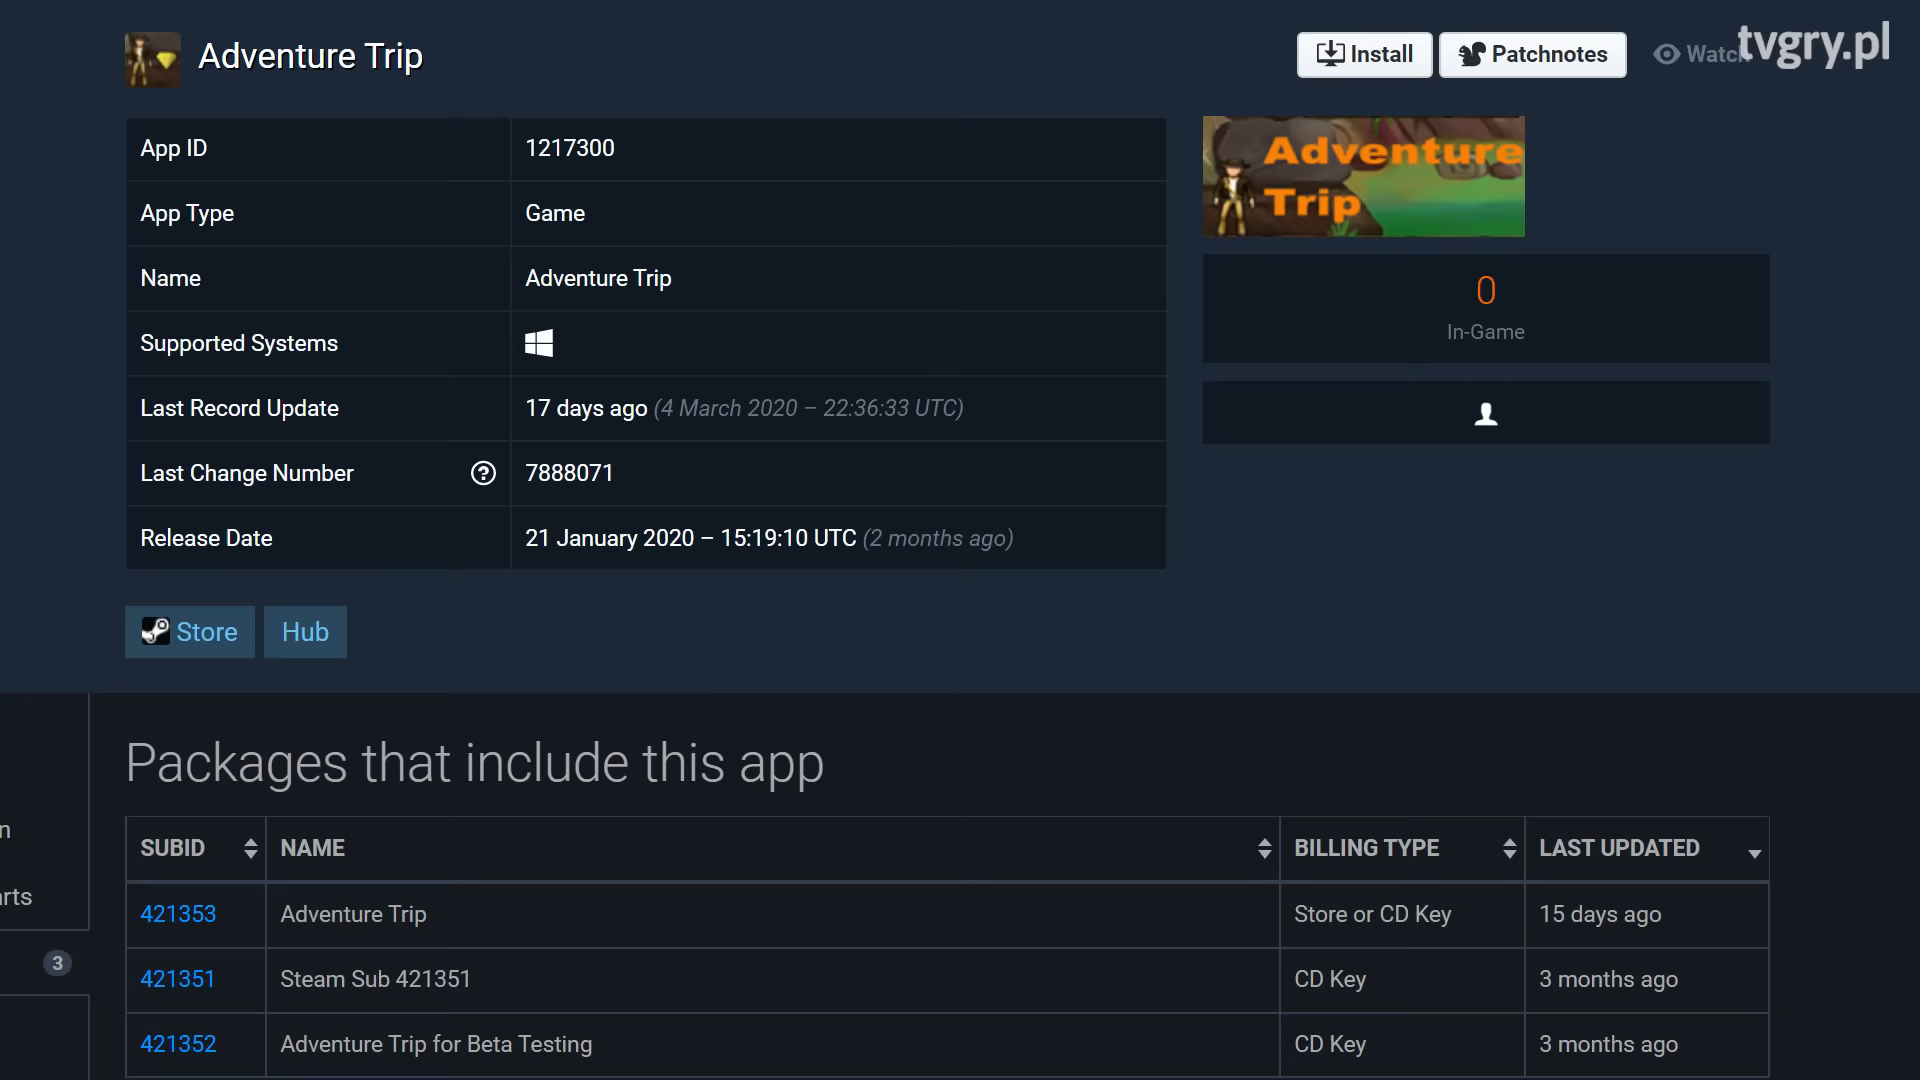 Adventure Trip
Install
Patchnotes
Watch
tvgry.pl
App ID 1217300
App Type Game
Name Adventure Trip
Supported Systems
Last Record Update 17 days ago (4 March 2020 – 22:36:33 UTC)
Last Change Number ? 7888071
Release Date 21 January 2020 – 15:19:10 UTC (2 months ago)
Adventure
Trip
0
In-Game
Store
Hub
Packages that include this app
SUBID NAME BILLING TYPE LAST UPDATED
421353 Adventure Trip Store or CD Key 15 days ago
421351 Steam Sub 421351 CD Key 3 months ago
421352 Adventure Trip for Beta Testing CD Key 3 months ago
n
arts
3